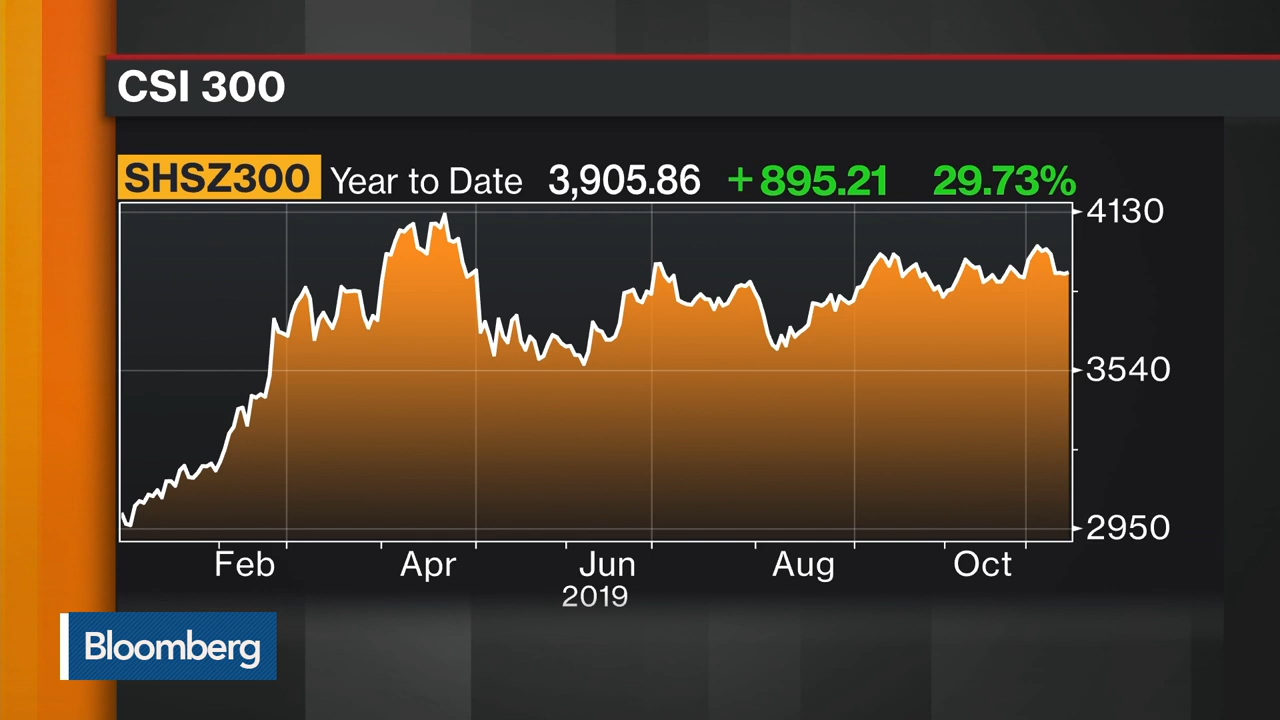 CSI 300
SHSZ300 Year to Date 3,905.86 +895.21 29.73%
4130
3540
2950
Feb Apr Jun Aug Oct
2019
Bloomberg